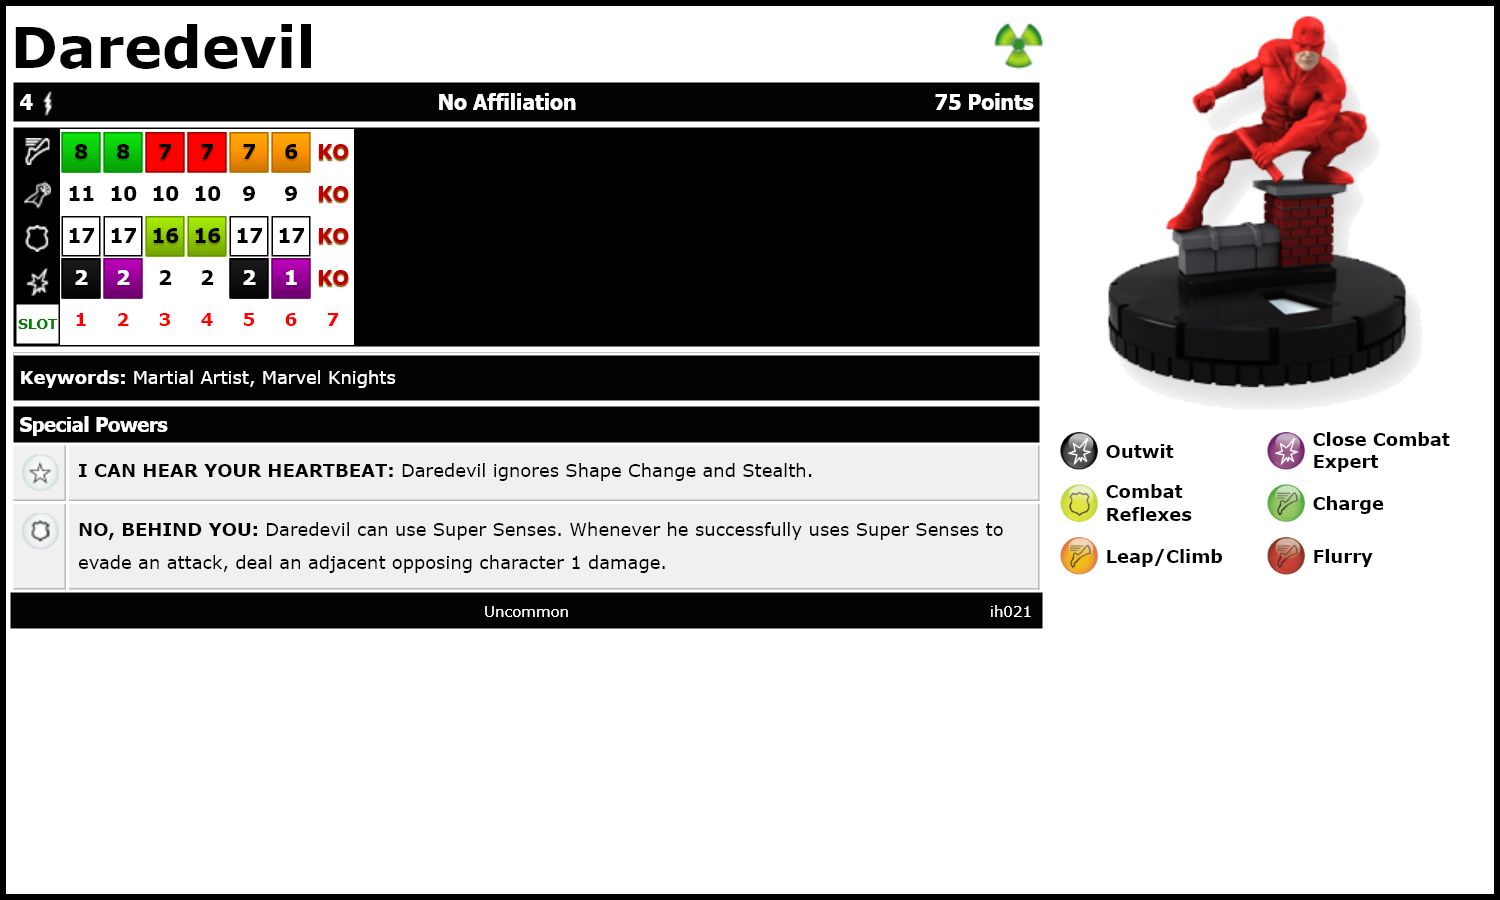 Daredevil
4 No Affiliation 75 Points
8 8 7 7 7 6 KO
11 10 10 10 9 9 KO
17 17 16 16 17 17 KO
2 2 2 2 2 1 KO
SLOT 1 2 3 4 5 6 7
Keywords: Martial Artist, Marvel Knights
Special Powers
I CAN HEAR YOUR HEARTBEAT: Daredevil ignores Shape Change and Stealth.
NO, BEHIND YOU: Daredevil can use Super Senses. Whenever he successfully uses Super Senses to
evade an attack, deal an adjacent opposing character 1 damage.
Uncommon ih021
Outwit
Close Combat
Expert
Combat
Reflexes
Charge
Leap/Climb
Flurry